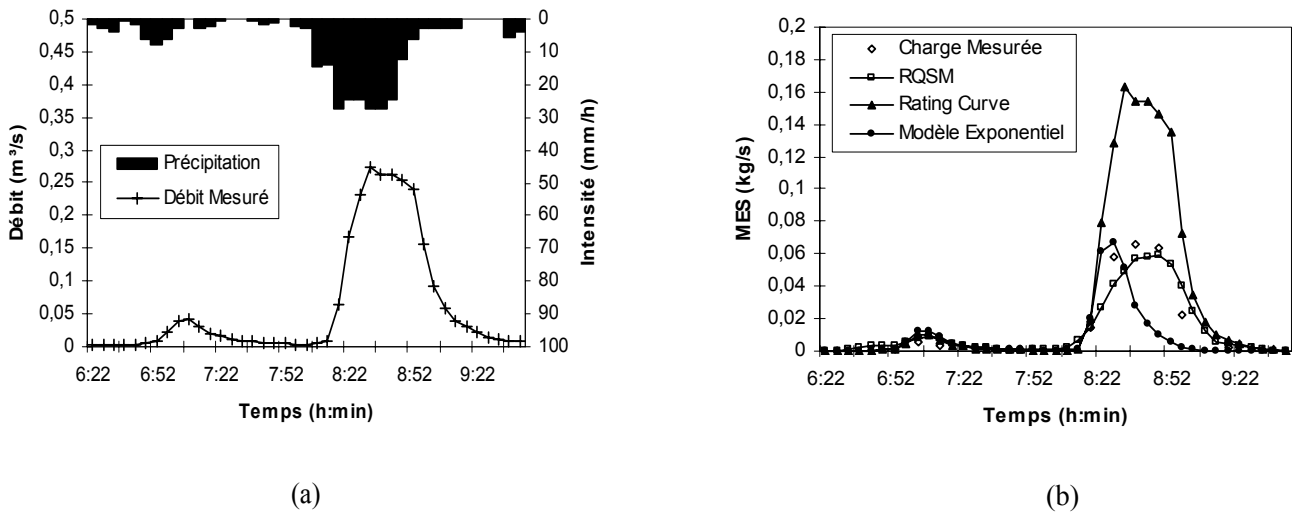 0,5
0,45
0,4
0,35
0,3
0,25
0,2
0,15
0,1
0,05
0
Débit (m³/s)
0
10
20
30
40
50
60
70
80
90
100
Intensité (mm/h)
Précipitation
Débit Mesuré
6:22 6:52 7:22 7:52 8:22 8:52 9:22
Temps (h:min)
(a)
0,2
0,18
0,16
0,14
0,12
0,1
0,08
0,06
0,04
0,02
0
MES (kg/s)
Charge Mesurée
RQSM
Rating Curve
Modèle Exponentiel
6:22 6:52 7:22 7:52 8:22 8:52 9:22
Temps (h:min)
(b)